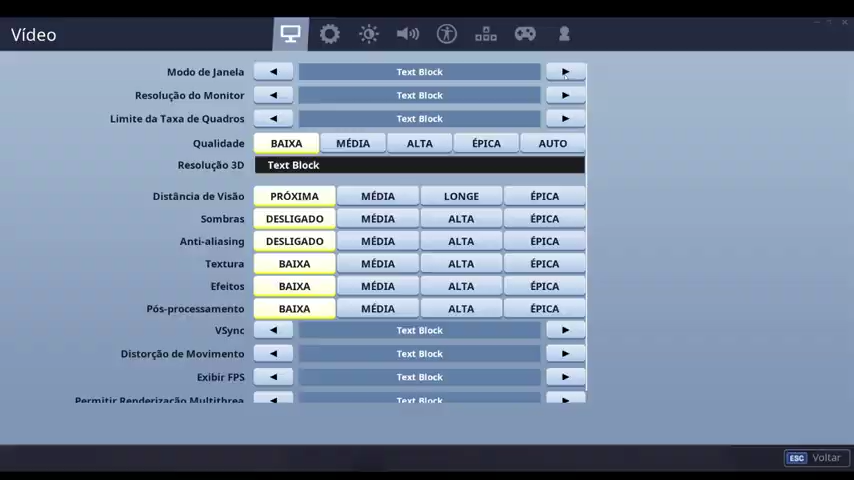 Vídeo
Modo de Janela Text Block
Resolução do Monitor Text Block
Limite da Taxa de Quadros Text Block
Qualidade BAIXA MÉDIA ALTA ÉPICA AUTO
Resolução 3D Text Block
Distância de Visão PRÓXIMA MÉDIA LONGE ÉPICA
Sombras DESLIGADO MÉDIA ALTA ÉPICA
Anti-aliasing DESLIGADO MÉDIA ALTA ÉPICA
Textura BAIXA MÉDIA ALTA ÉPICA
Efeitos BAIXA MÉDIA ALTA ÉPICA
Pós-processamento BAIXA MÉDIA ALTA ÉPICA
VSync Text Block
Distorção de Movimento Text Block
Exibir FPS Text Block
Permitir Renderização Multithrea Text Block
ESC Voltar